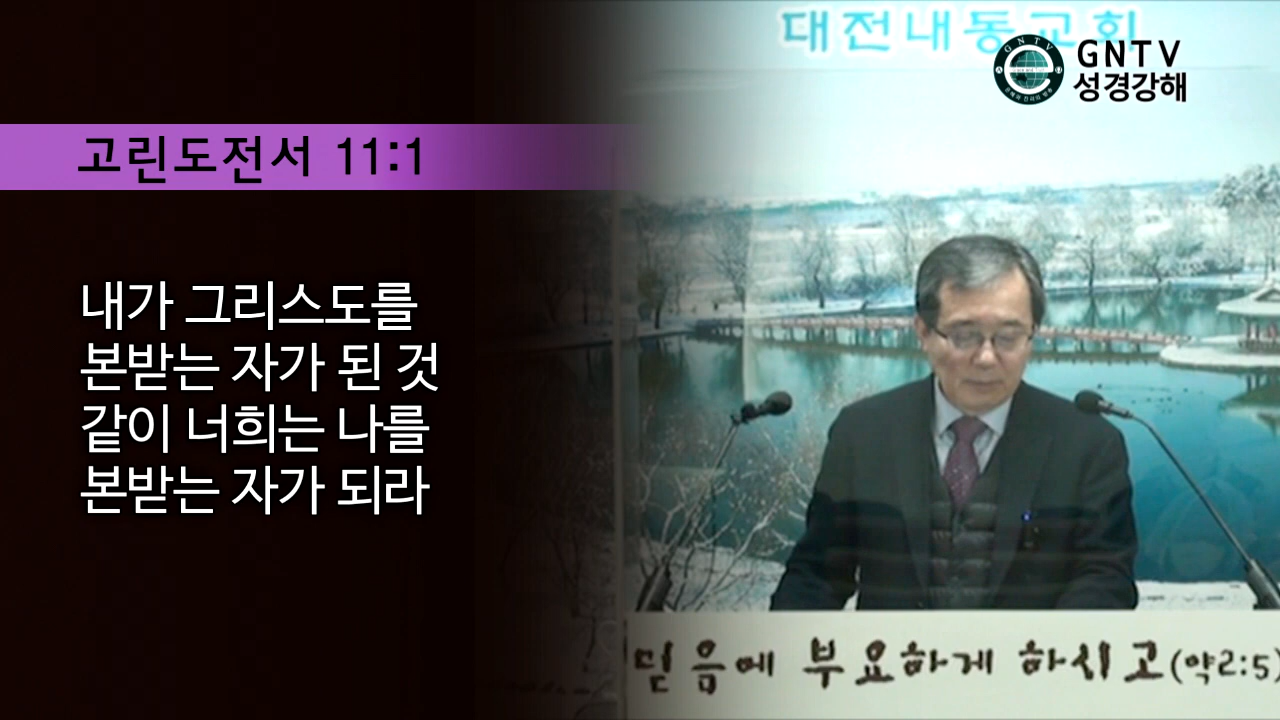 대전내동교회
GNTV
성경강해
고린도전서 11:1
내가 그리스도를
본받는 자가 된 것
같이 너희는 나를
본받는 자가 되라
믿음에 부요하게 하시고(약2:5)